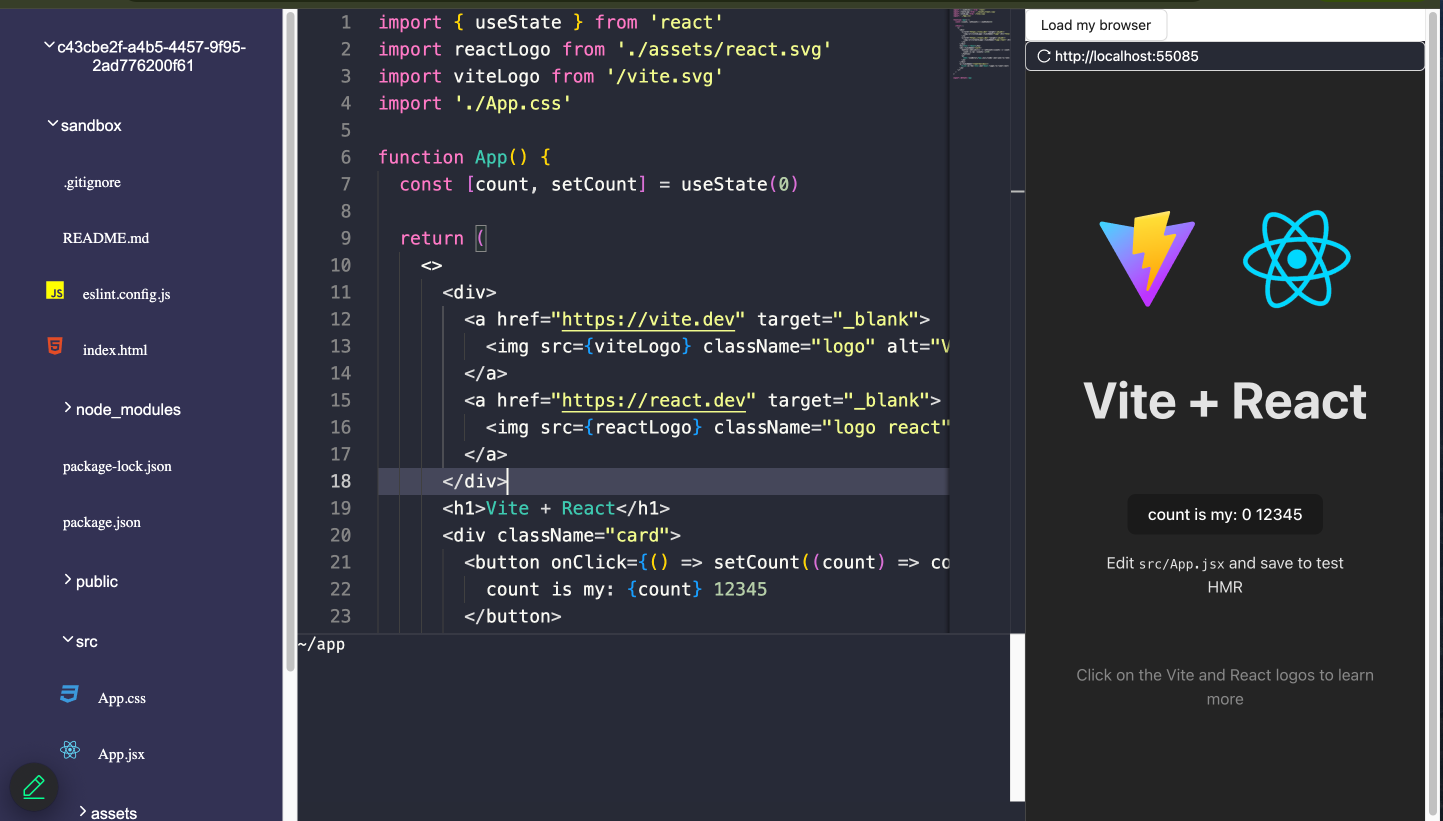 c43cbe2f-a4b5-4457-9f95-
2ad776200f61
sandbox
.gitignore
README.md
JS eslint.config.js
5 index.html
node_modules
package-lock.json
package.json
public
src
3 App.css
App.jsx
assets
1 import { useState } from 'react'
2 import reactLogo from './assets/react.svg'
3 import viteLogo from '/vite.svg'
4 import './App.css'
5
6 function App() {
7 const [count, setCount] = useState(0)
8
9 return (
10 <>
11 <div>
12 <a href="https://vite.dev" target="_blank">
13 <img src={viteLogo} className="logo" alt="V
14 </a>
15 <a href="https://react.dev" target="_blank">
16 <img src={reactLogo} className="logo react"
17 </a>
18 </div>
19 <h1>Vite + React</h1>
20 <div className="card">
21 <button onClick={() => setCount((count) => co
22 count is my: {count} 12345
23 </button>
~/app
Load my browser
http://localhost:55085
Vite + React
count is my: 0 12345
Edit src/App.jsx and save to test
HMR
Click on the Vite and React logos to learn
more